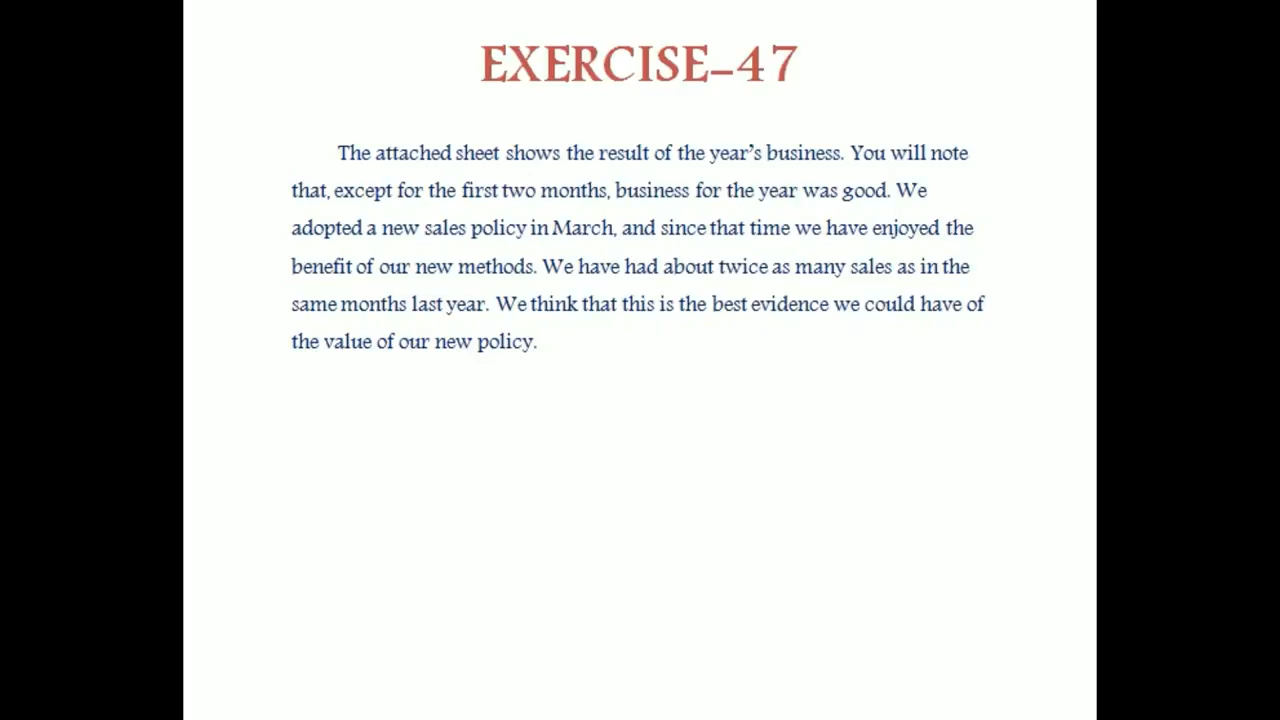 EXERCISE-47
The attached sheet shows the result of the year's business. You will note
that, except for the first two months, business for the year was good. We
adopted a new sales policy in March, and since that time we have enjoyed the
benefit of our new methods. We have had about twice as many sales as in the
same months last year. We think that this is the best evidence we could have of
the value of our new policy.